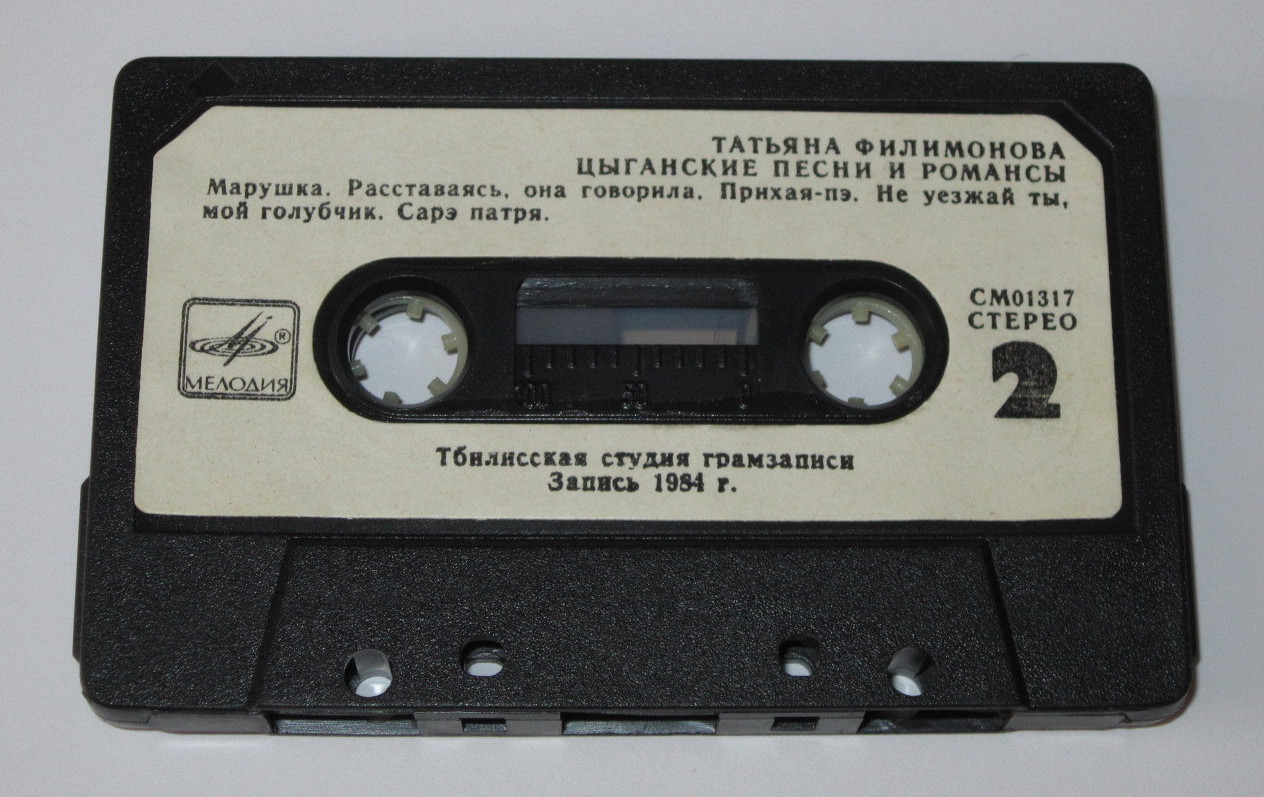 ТАТЬЯНА ФИЛИМОНОВА
ЦЫГАНСКИЕ ПЕСНИ И РОМАНСЫ
Марушка. Расставаясь, она говорила. Прихая-пэ. Не уезжай ты,
мой голубчик. Сарэ патря.
СМ01317
СТЕРЕО
2
®
МЕЛОДИЯ
100 50 0
Тбилисская студия грамзаписи
Запись 1984 г.